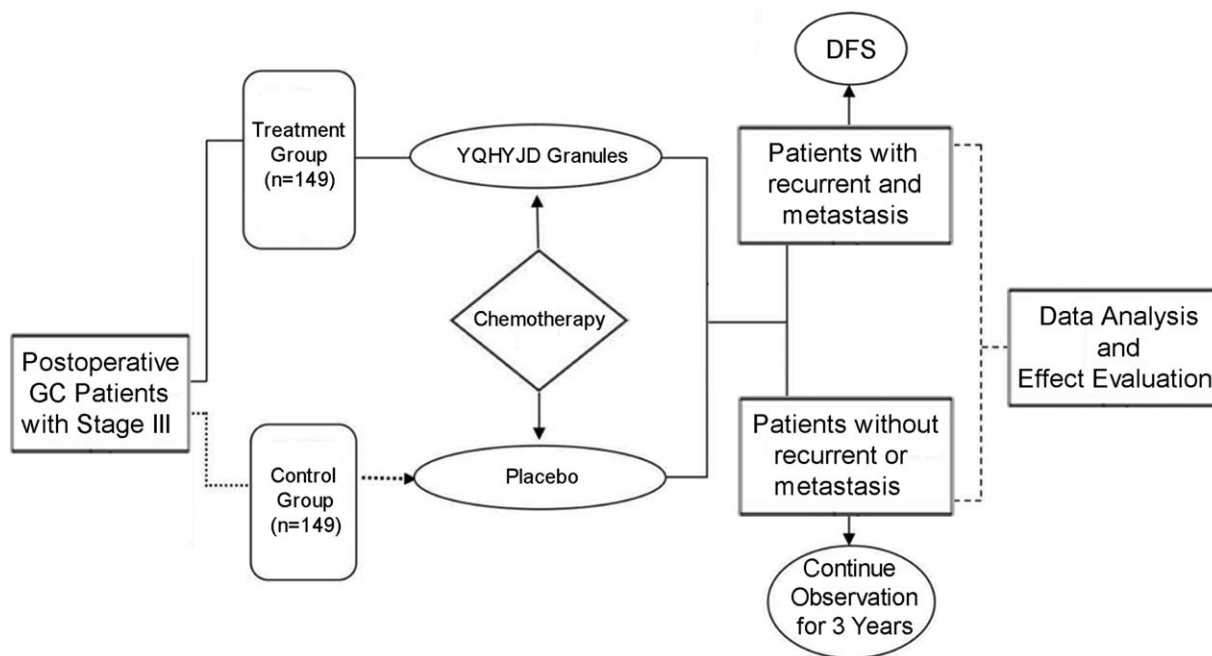 DFS
Treatment
Group
(n=149)
YQHYJD Granules
Patients with
recurrent and
metastasis
Chemotherapy
Postoperative
GC Patients
with Stage III
Data Analysis
and
Effect Evaluation
Control
Group
(n=149)
Placebo
Patients without
recurrent or
metastasis
Continue
Observation
for 3 Years